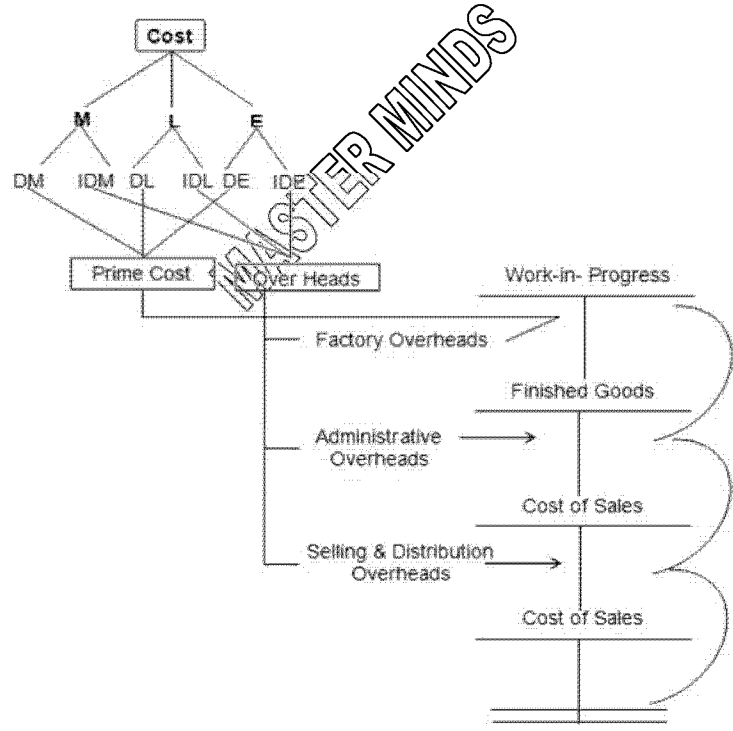 Cost
MASTER MINDS
M L E
DM IDM DL IDL DE IDE
Prime Cost
Over Heads
Work-in- Progress
Factory Overheads
Finished Goods
Administrative
Overheads
Cost of Sales
Selling & Distribution
Overheads
Cost of Sales